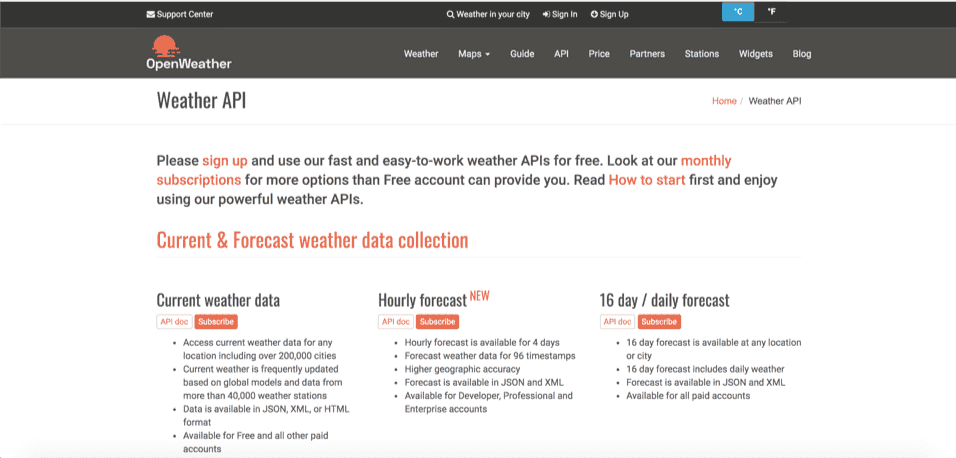 Support Center
Weather in your city
Sign In
Sign Up
°C
°F
OpenWeather
Weather
Maps
Guide
API
Price
Partners
Stations
Widgets
Blog
Weather API
Home / Weather API
Please sign up and use our fast and easy-to-work weather APIs for free. Look at our monthly
subscriptions for more options than Free account can provide you. Read How to start first and enjoy
using our powerful weather APIs.
Current & Forecast weather data collection
Current weather data
API doc
Subscribe
Access current weather data for any
location including over 200,000 cities
Current weather is frequently updated
based on global models and data from
more than 40,000 weather stations
Data is available in JSON, XML, or HTML
format
Available for Free and all other paid
accounts
Hourly forecast NEW
API doc
Subscribe
Hourly forecast is available for 4 days
Forecast weather data for 96 timestamps
Higher geographic accuracy
Forecast is available in JSON and XML
Available for Developer, Professional and
Enterprise accounts
16 day / daily forecast
API doc
Subscribe
16 day forecast is available at any location
or city
16 day forecast includes daily weather
Forecast is available in JSON and XML
Available for all paid accounts